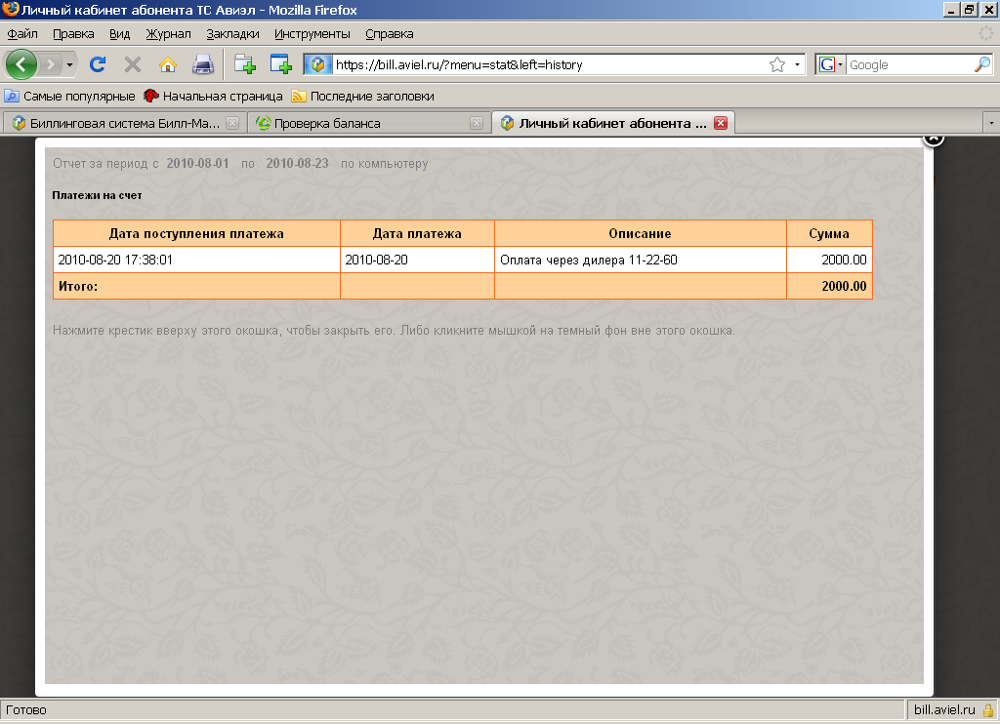 Личный кабинет абонента ТС Авиэл - Mozilla Firefox
Файл Правка Вид Журнал Закладки Инструменты Справка
https://bill.aviel.ru/?menu=stat&left=history Google
Самые популярные Начальная страница Последние заголовки
Биллинговая система Билл-Ма... Проверка баланса Личный кабинет абонента ...
Отчет за период с 2010-08-01 по 2010-08-23 по компьютеру
Платежи на счет
Дата поступления платежа Дата платежа Описание Сумма
2010-08-20 17:38:01 2010-08-20 Оплата через дилера 11-22-60 2000.00
Итого: 2000.00
Нажмите крестик вверху этого окошка, чтобы закрыть его. Либо кликните мышкой на темный фон вне этого окошка.
Готово bill.aviel.ru